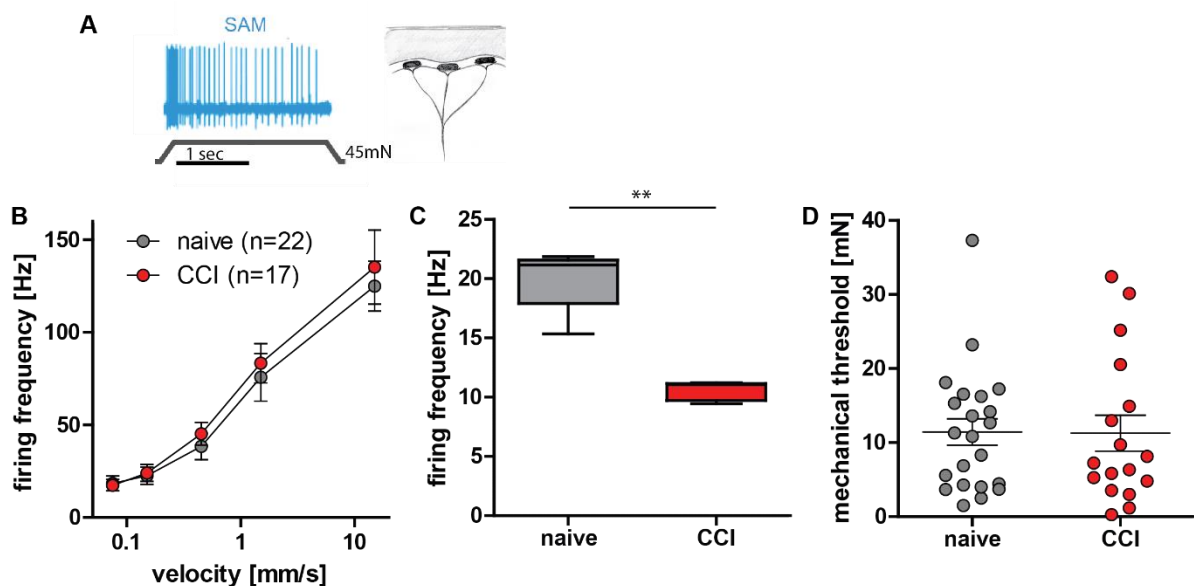 A
SAM
1 sec
45mN
B
firing frequency [Hz]
150
100
50
0
naive (n=22)
CCI (n=17)
0.1
1
10
velocity [mm/s]
C
**
firing frequency [Hz]
25
20
15
10
5
0
naive
CCI
D
mechanical threshold [mN]
40
30
20
10
0
naive
CCI